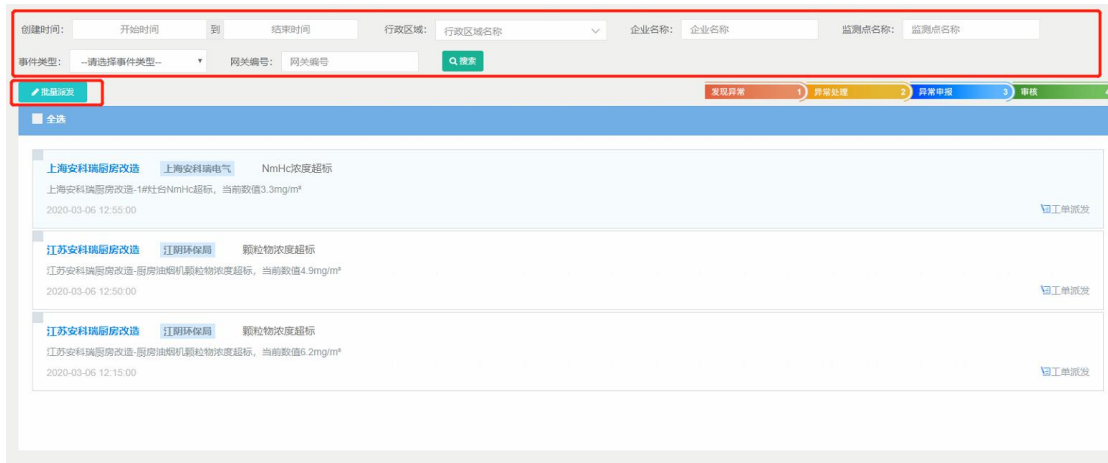 创建时间： 开始时间 到 结束时间 行政区域： 行政区域名称 企业名称： 企业名称 监测点名称： 监测点名称
事件类型： --请选择事件类型-- 网关编号： 网关编号 搜索
批量派发 发现异常 1 异常处理 2 异常申报 3 审核
全选
上海安科瑞厨房改造 上海安科瑞电气 NmHc浓度超标
上海安科瑞厨房改造-1#灶台NmHc超标，当前数值3.3mg/m³
2020-03-06 12:55:00 工单派发
江苏安科瑞厨房改造 江阴环保局 颗粒物浓度超标
江苏安科瑞厨房改造-厨房油烟机颗粒物浓度超标，当前数值4.9mg/m³
2020-03-06 12:50:00 工单派发
江苏安科瑞厨房改造 江阴环保局 颗粒物浓度超标
江苏安科瑞厨房改造-厨房油烟机颗粒物浓度超标，当前数值6.2mg/m³
2020-03-06 12:15:00 工单派发